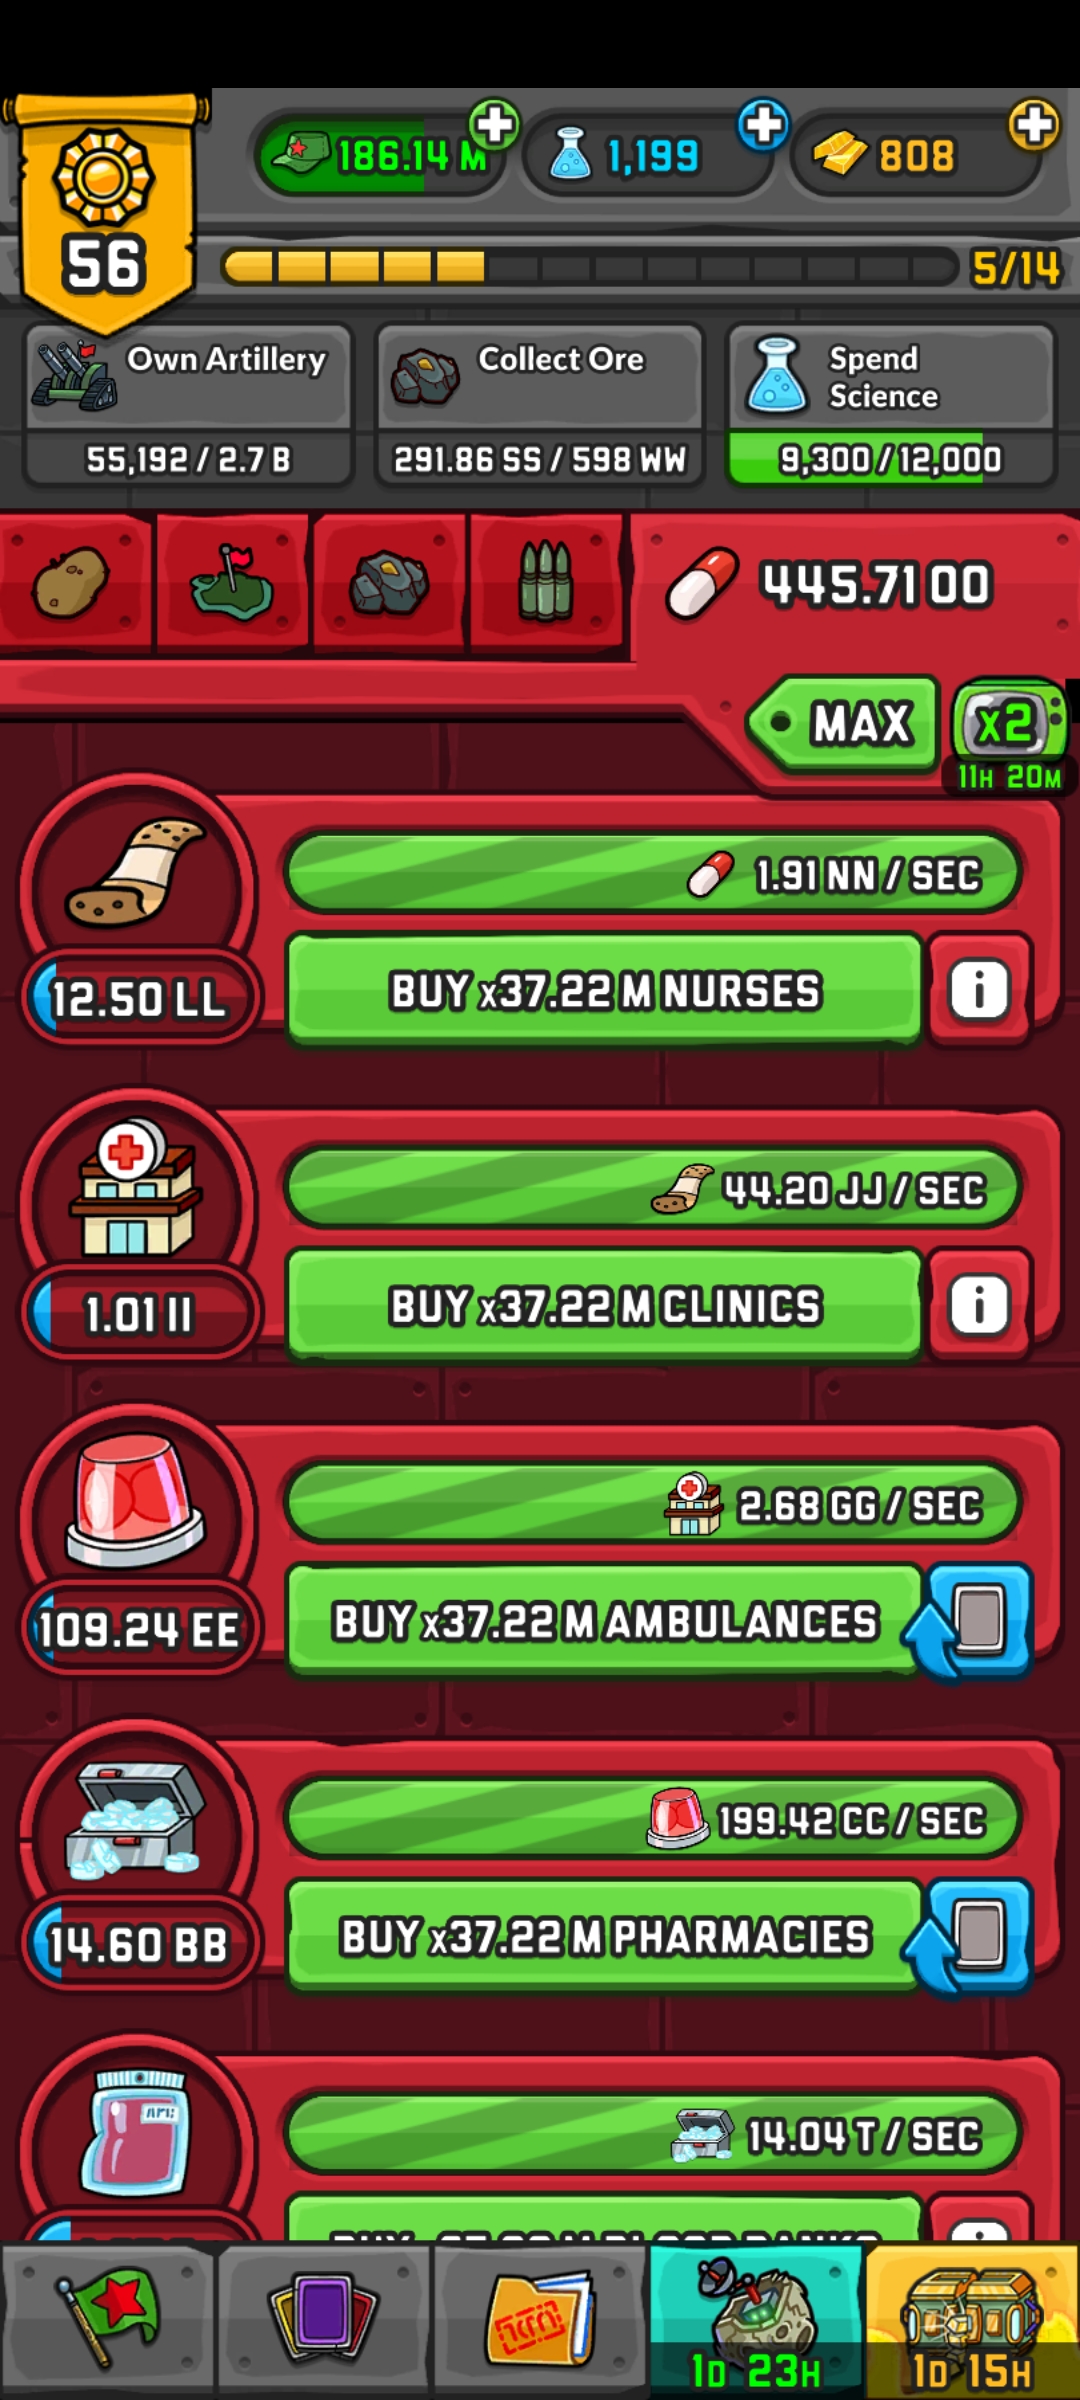 186.14 M
1,199
808
56
5/14
Own Artillery
55,192 / 2.7 B
Collect Ore
291.86 SS / 598 WW
Spend
Science
9,300 / 12,000
445.71 OO
MAX
x2
11H 20M
1.91 NN / SEC
12.50 LL
BUY x37.22 M NURSES
44.20 JJ / SEC
1.01 II
BUY x37.22 M CLINICS
2.68 GG / SEC
109.24 EE
BUY x37.22 M AMBULANCES
199.42 CC / SEC
14.60 BB
BUY x37.22 M PHARMACIES
14.04 T / SEC
1D 23H
1D 15H